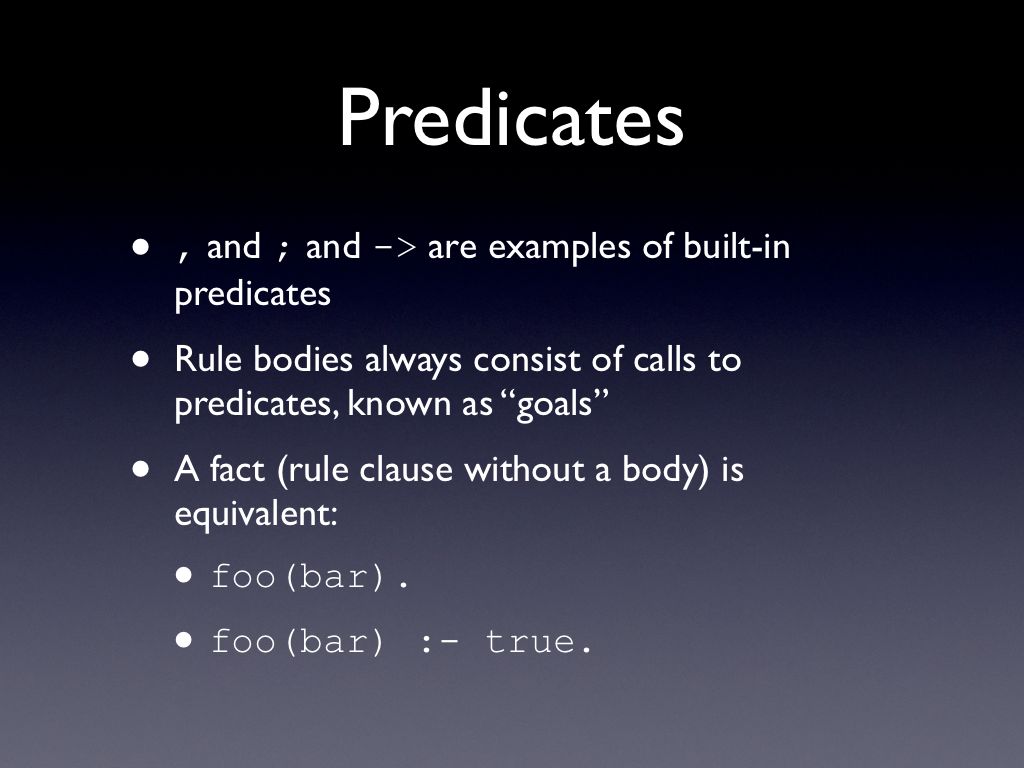 Predicates
• , and ; and -> are examples of built-in
predicates
• Rule bodies always consist of calls to
predicates, known as “goals”
• A fact (rule clause without a body) is
equivalent:
• foo(bar).
• foo(bar) :- true.